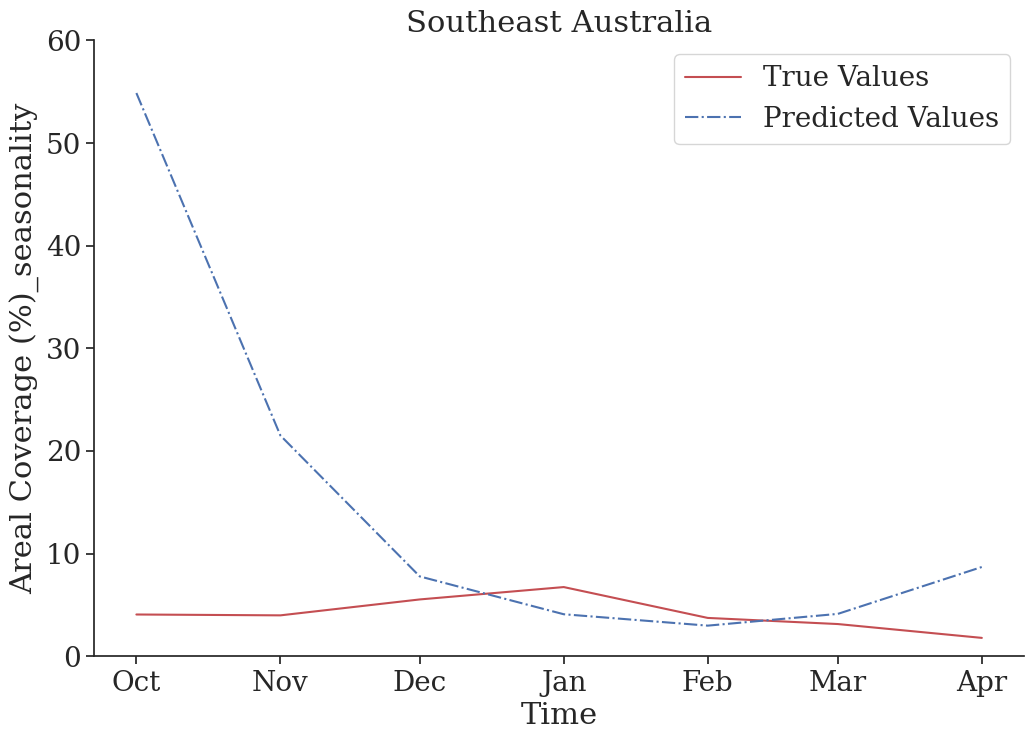 Southeast Australia
True Values
Predicted Values
Areal Coverage (%)_seasonality
60
50
40
30
20
10
0
Oct Nov Dec Jan Feb Mar Apr
Time